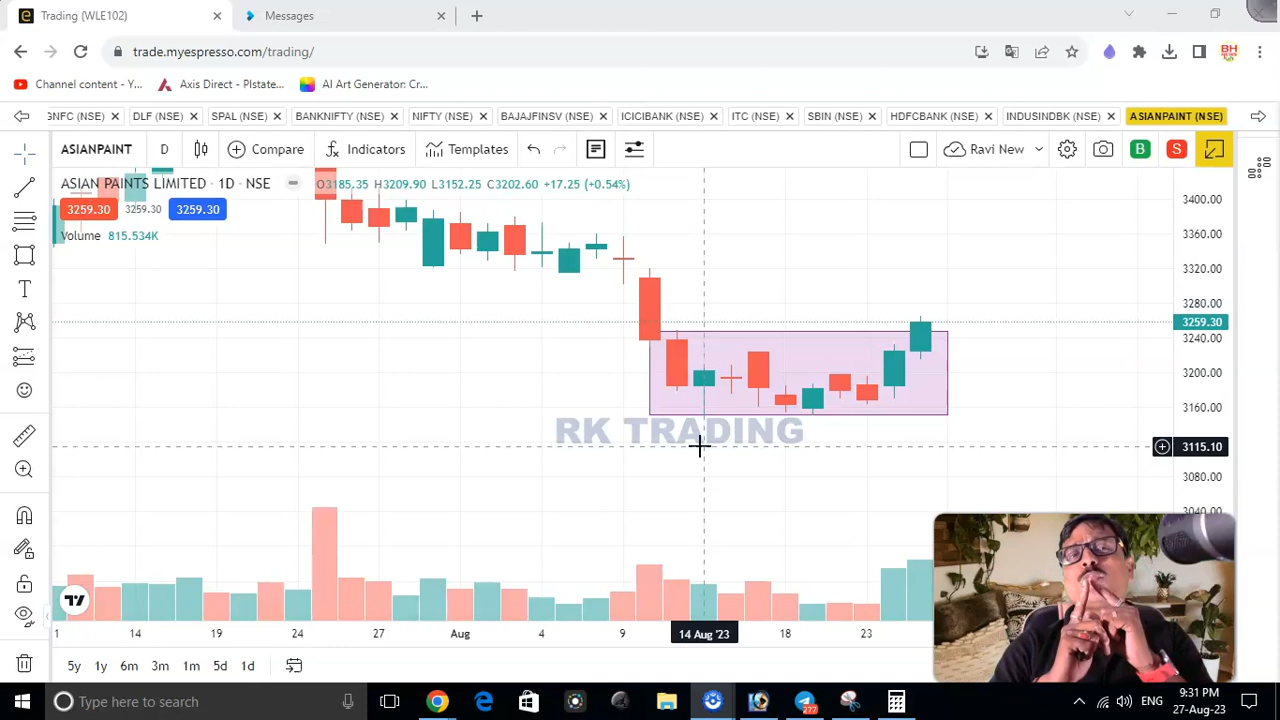 Trading (WLE102)
Messages
trade.myespresso.com/trading/
Channel content - Y...
Axis Direct - PIstate...
AI Art Generator: Cr...
GNFC (NSE)
DLF (NSE)
SPAL (NSE)
BANKNIFTY (NSE)
NIFTY (NSE)
BAJAJFINSV (NSE)
ICICIBANK (NSE)
ITC (NSE)
SBIN (NSE)
HDFCBANK (NSE)
INDUSINDBK (NSE)
ASIANPAINT (NSE)
ASIANPAINT
D
Compare
Indicators
Templates
Ravi New
B
S
ASIAN PAINTS LIMITED · 1D · NSE
O3185.35 H3209.90 L3152.25 C3202.60 +17.25 (+0.54%)
3259.30 3259.30 3259.30
Volume 815.534K
3400.00
3360.00
3320.00
3280.00
3259.30
3240.00
3200.00
3160.00
RK TRADING
3115.10
3080.00
3040.00
1 14 19 24 27 Aug 4 9 14 Aug '23 18 23
5y 1y 6m 3m 1m 5d 1d
Type here to search
277
ENG
9:31 PM
27-Aug-23